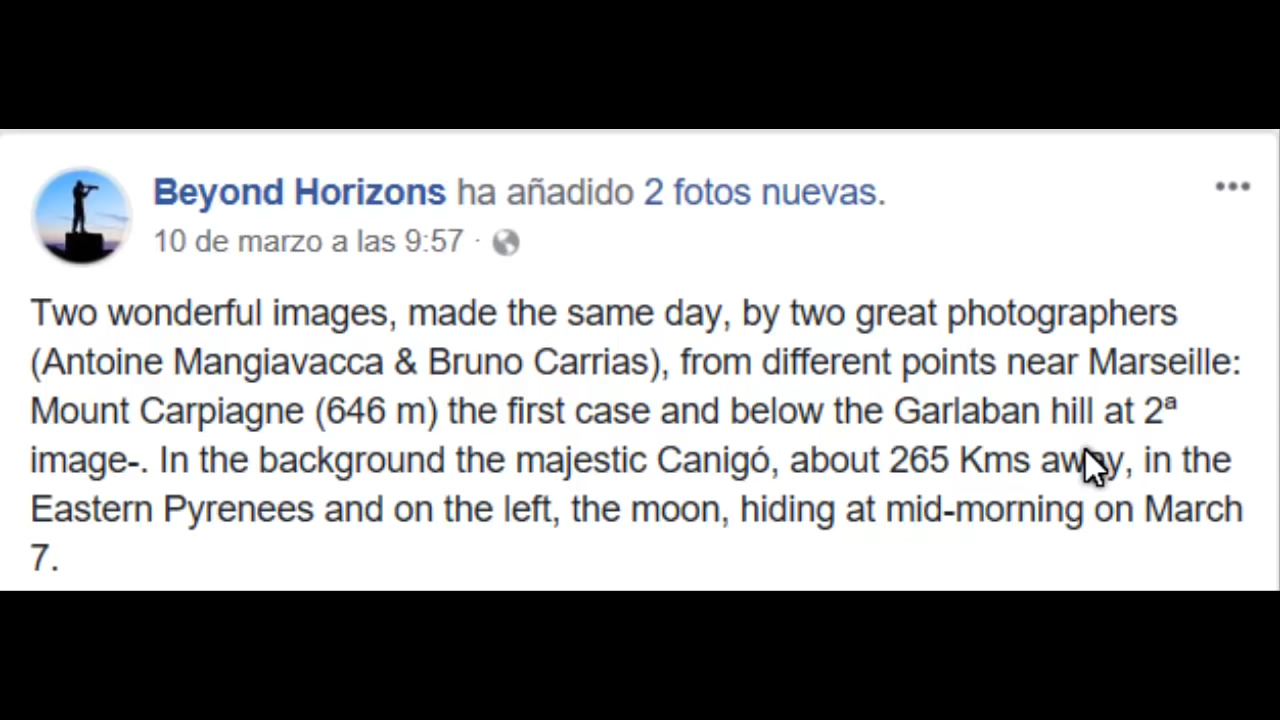 Beyond Horizons ha añadido 2 fotos nuevas.
10 de marzo a las 9:57 ·
Two wonderful images, made the same day, by two great photographers
(Antoine Mangiavacca & Bruno Carrias), from different points near Marseille:
Mount Carpiagne (646 m) the first case and below the Garlaban hill at 2ª
image-. In the background the majestic Canigó, about 265 Kms away, in the
Eastern Pyrenees and on the left, the moon, hiding at mid-morning on March
7.